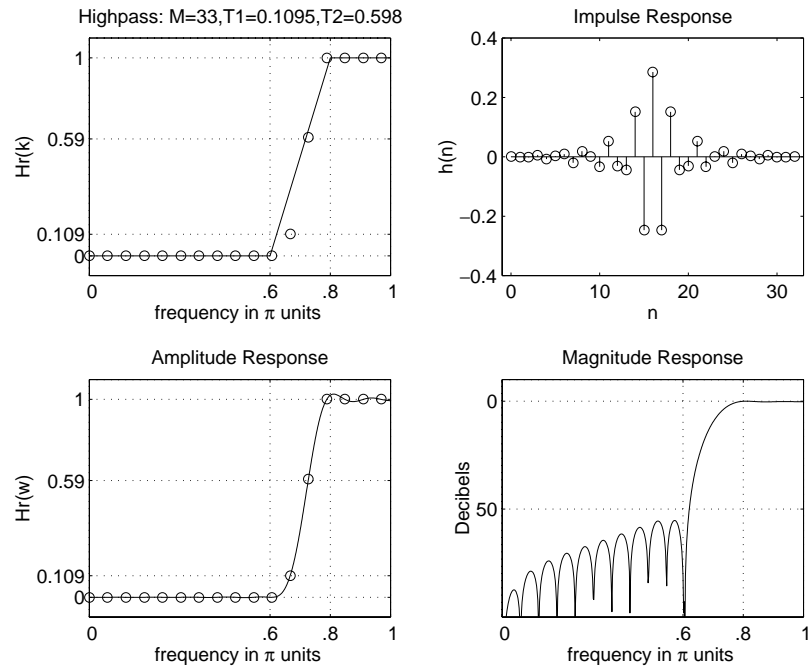 Highpass: M=33,T1=0.1095,T2=0.598
Hr(k)
1
0.59
0.109
0
0
.6
.8
1
frequency in π units
Impulse Response
h(n)
0.4
0.2
0
−0.2
−0.4
0
10
20
30
n
Amplitude Response
Hr(w)
1
0.59
0.109
0
0
.6
.8
1
frequency in π units
Magnitude Response
Decibels
0
50
0
.6
.8
1
frequency in π units